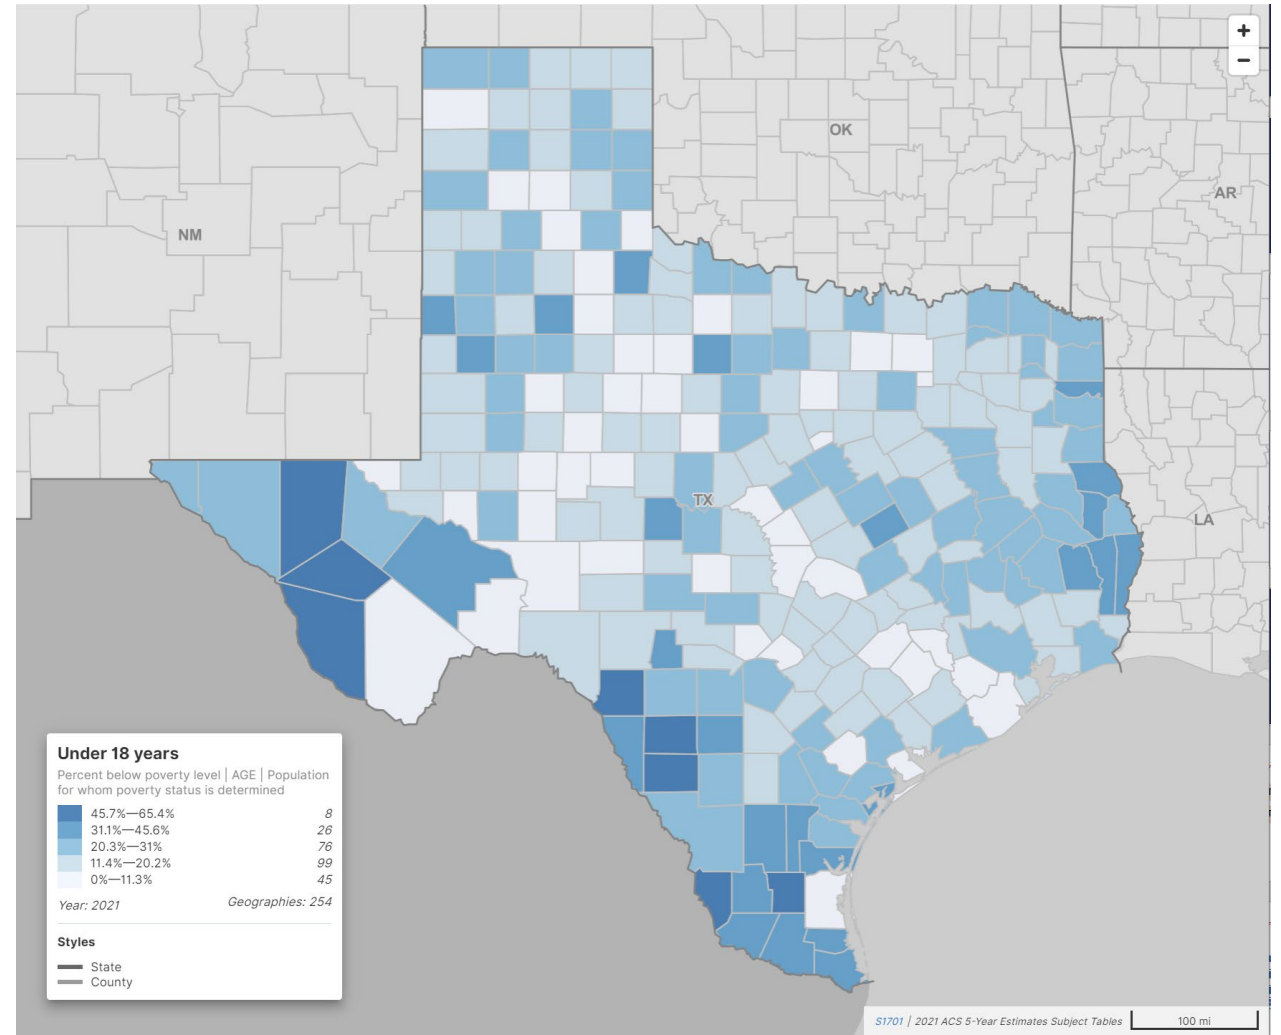 +
−
OK
AR
NM
TX
LA
Under 18 years
Percent below poverty level | AGE | Population
for whom poverty status is determined
45.7%—65.4% 8
31.1%—45.6% 26
20.3%—31% 76
11.4%—20.2% 99
0%—11.3% 45
Year: 2021 Geographies: 254
Styles
State
County
S1701 | 2021 ACS 5-Year Estimates Subject Tables 100 mi